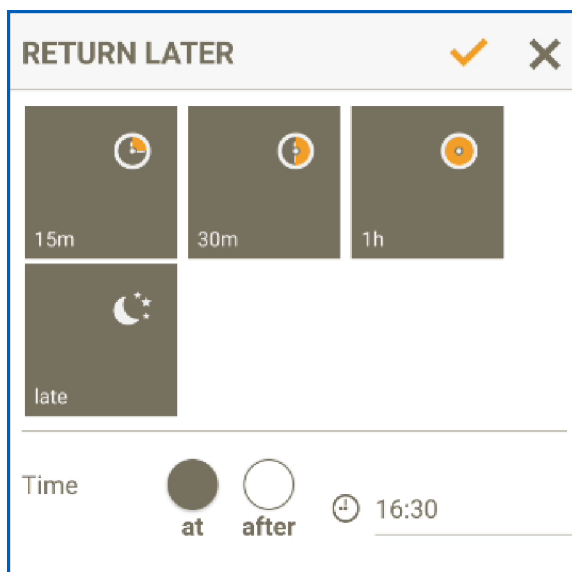 RETURN LATER
15m
30m
1h
late
Time
at
after
16:30